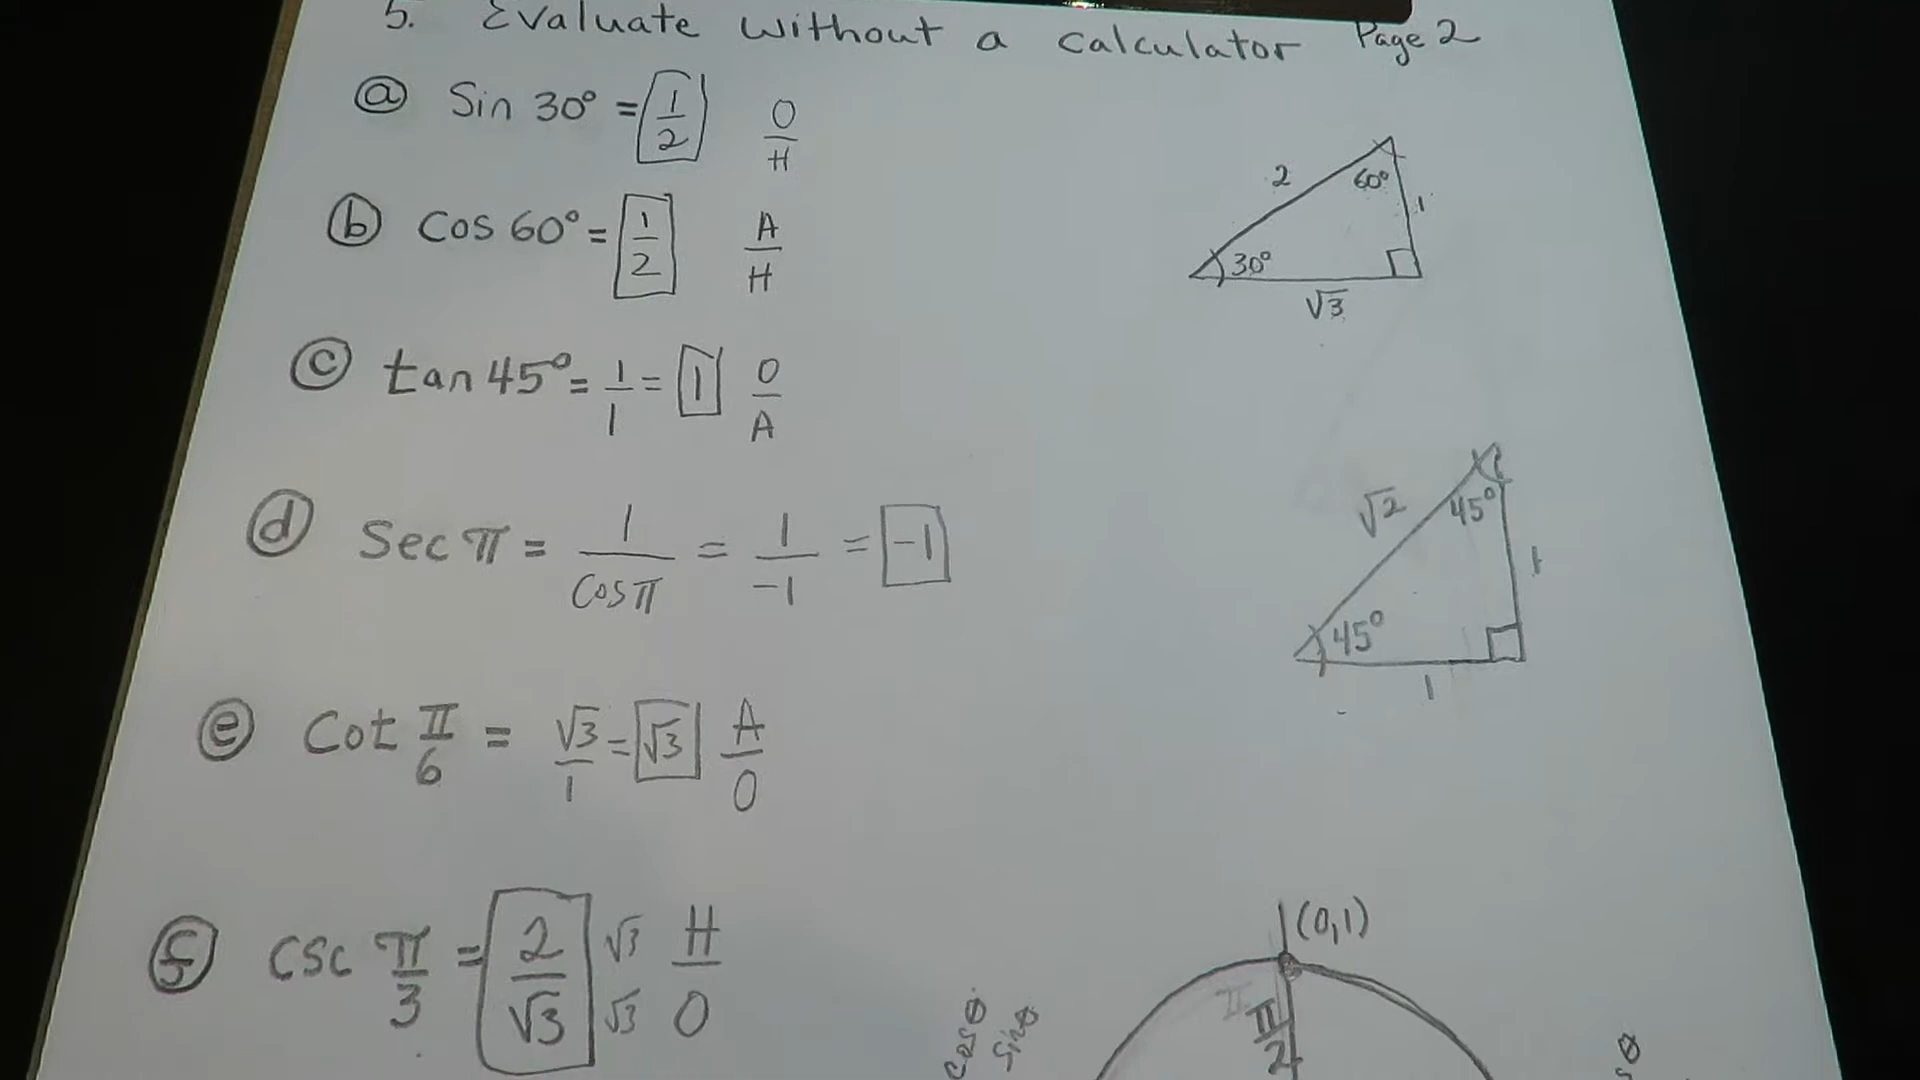 5. Evaluate without a calculator Page 2
ⓐ Sin 30° = 1/2 O/H
ⓑ Cos 60° = 1/2 A/H
ⓒ tan 45° = 1/1 = 1 O/A
ⓓ Sec π = 1/cos π = 1/-1 = -1
ⓔ Cot π/6 = √3/1 = √3 A/O
ⓕ csc π/3 = 2/√3 √3/√3 H/O
2
60°
1
30°
√3
√2
45°
1
45°
1
(0,1)
π/2
cosθ
sinθ
θ